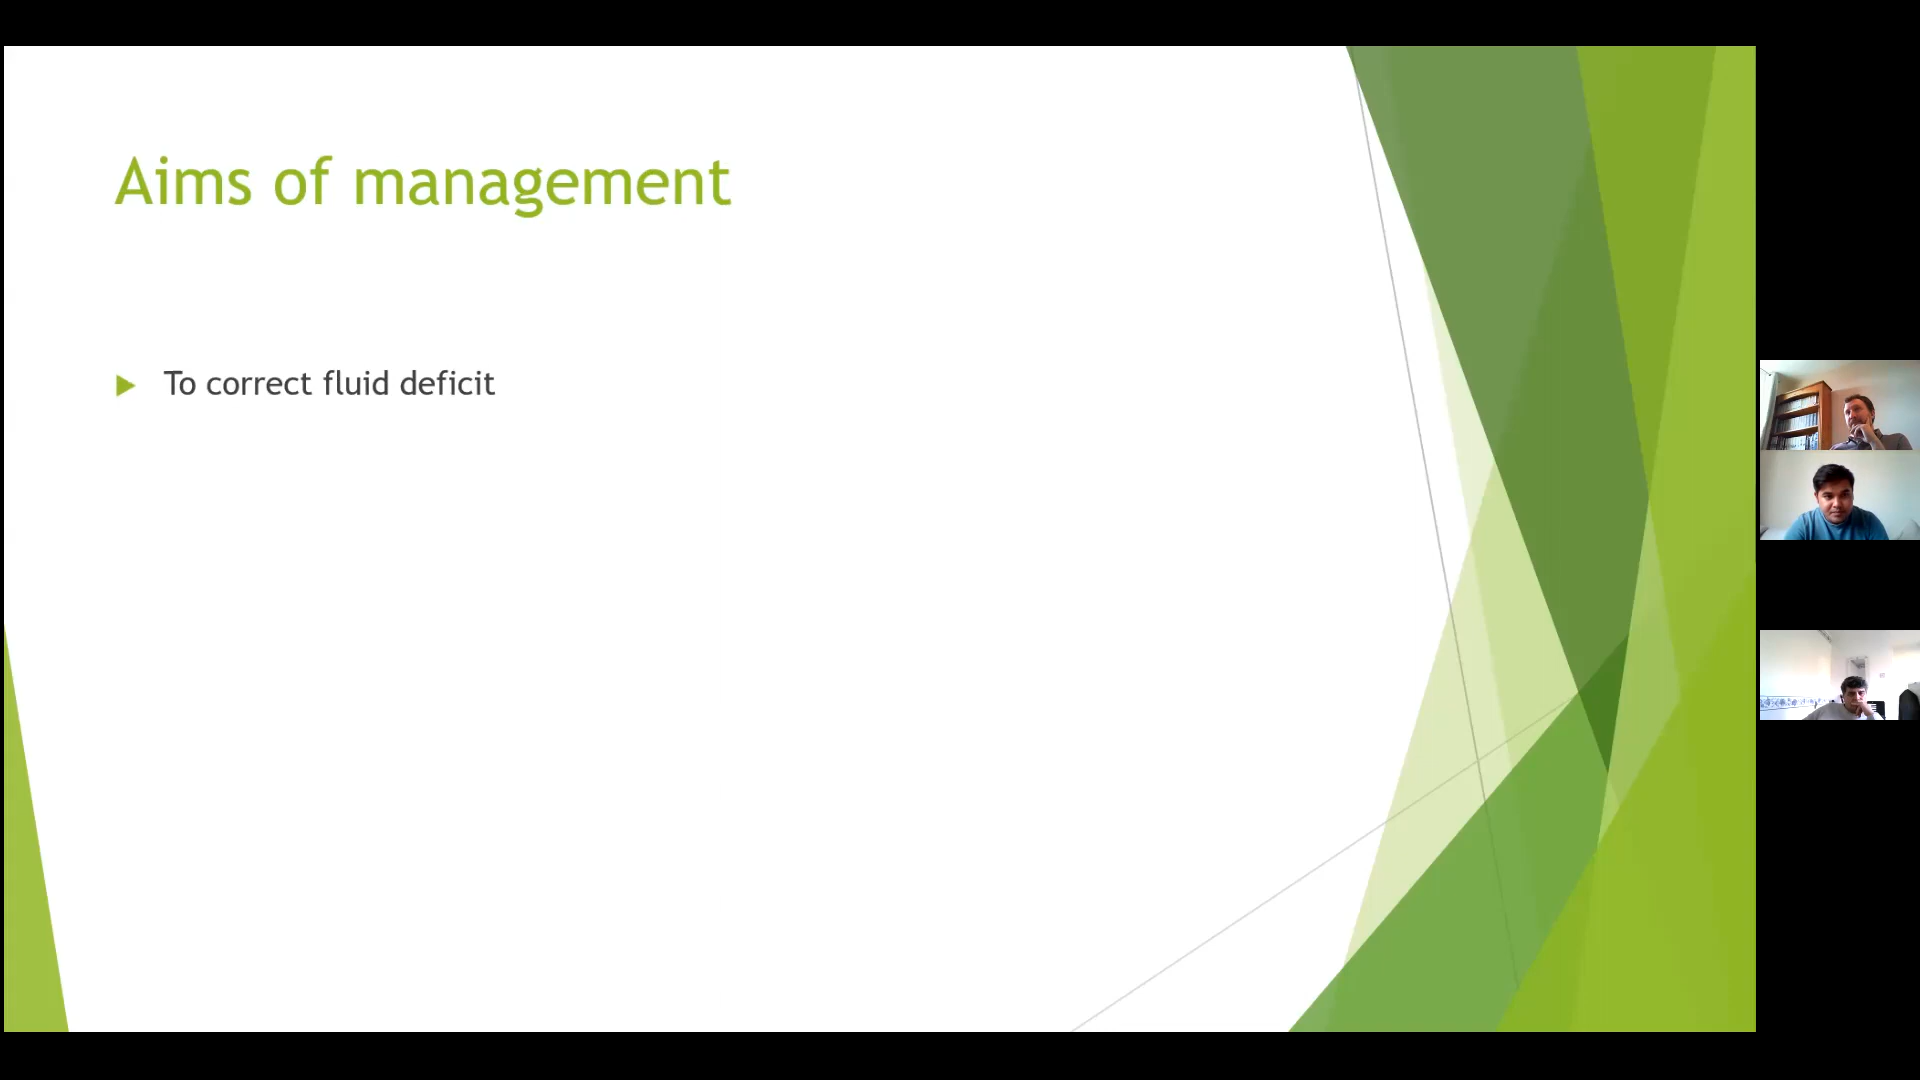 Aims of management
To correct fluid deficit